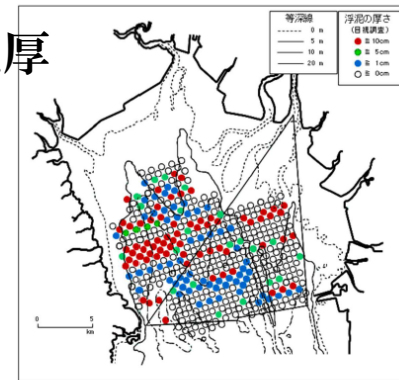 厚
等深線
0 m
5 m
10 m
20 m
浮泥の厚さ
(目視調査)
≧ 10cm
≧ 5cm
≧ 1cm
≧ 0cm
0 5
km